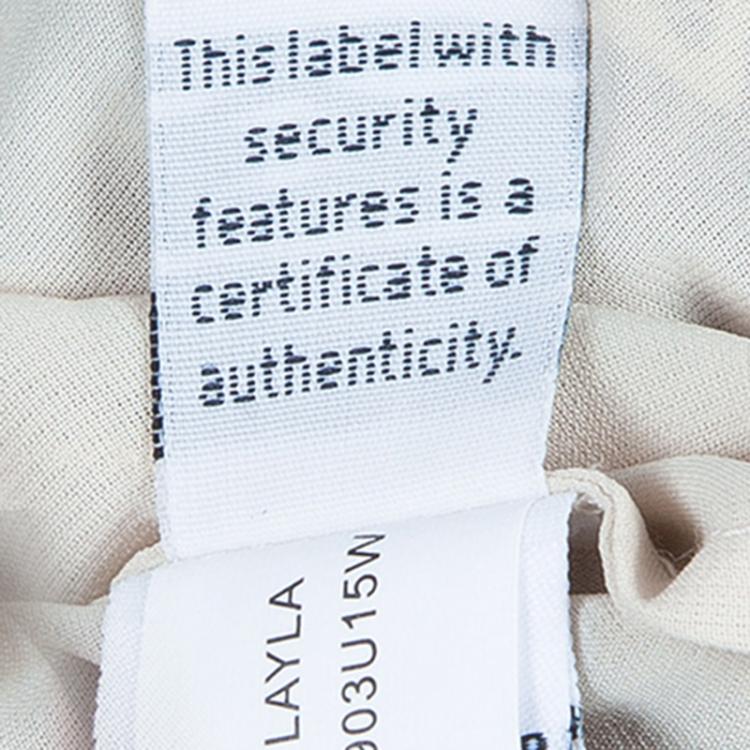 This label with
security
features is a
certificate of
authenticity.
LAYLA
903U15W